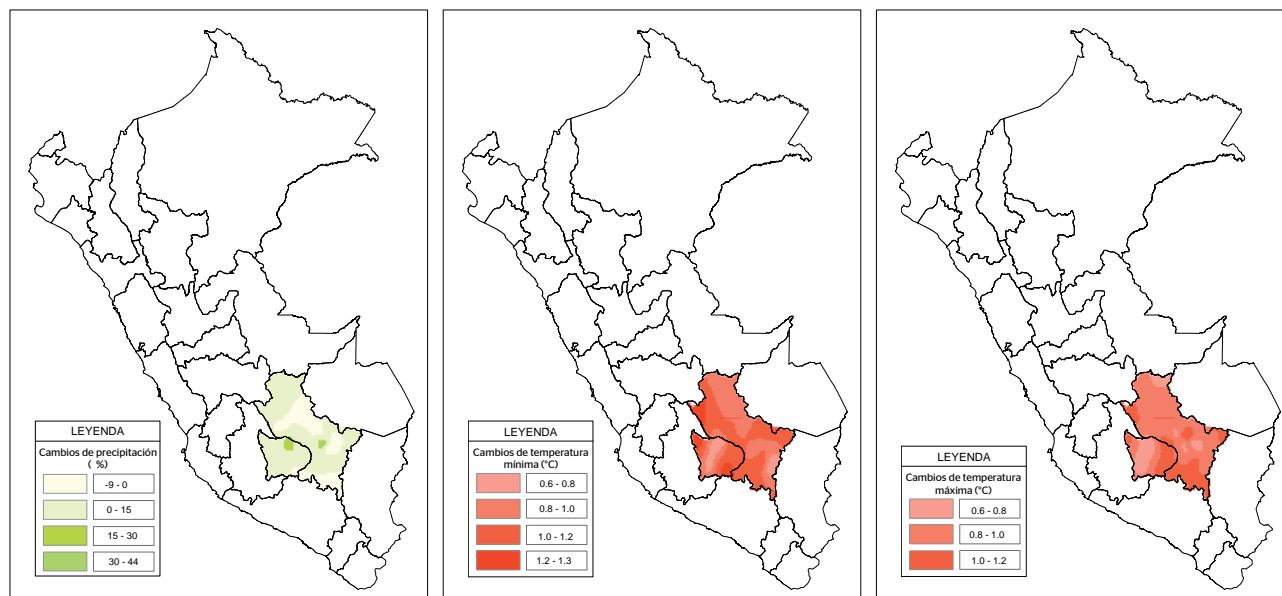 LEYENDA
Cambios de precipitación
( %)
-9 - 0
0 - 15
15 - 30
30 - 44
LEYENDA
Cambios de temperatura
mínima (°C)
0.6 - 0.8
0.8 - 1.0
1.0 - 1.2
1.2 - 1.3
LEYENDA
Cambios de temperatura
máxima (°C)
0.6 - 0.8
0.8 - 1.0
1.0 - 1.2